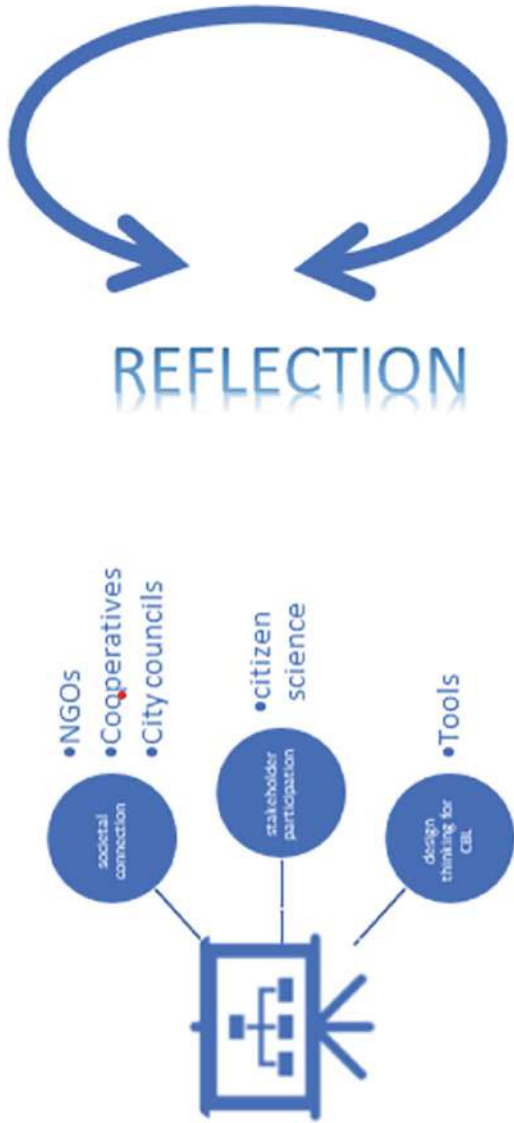 REFLECTION
•NGOs
•Cooperatives
•City councils
societal
connection
•citizen
science
stakeholder
participation
•Tools
design
thinking for
CBL